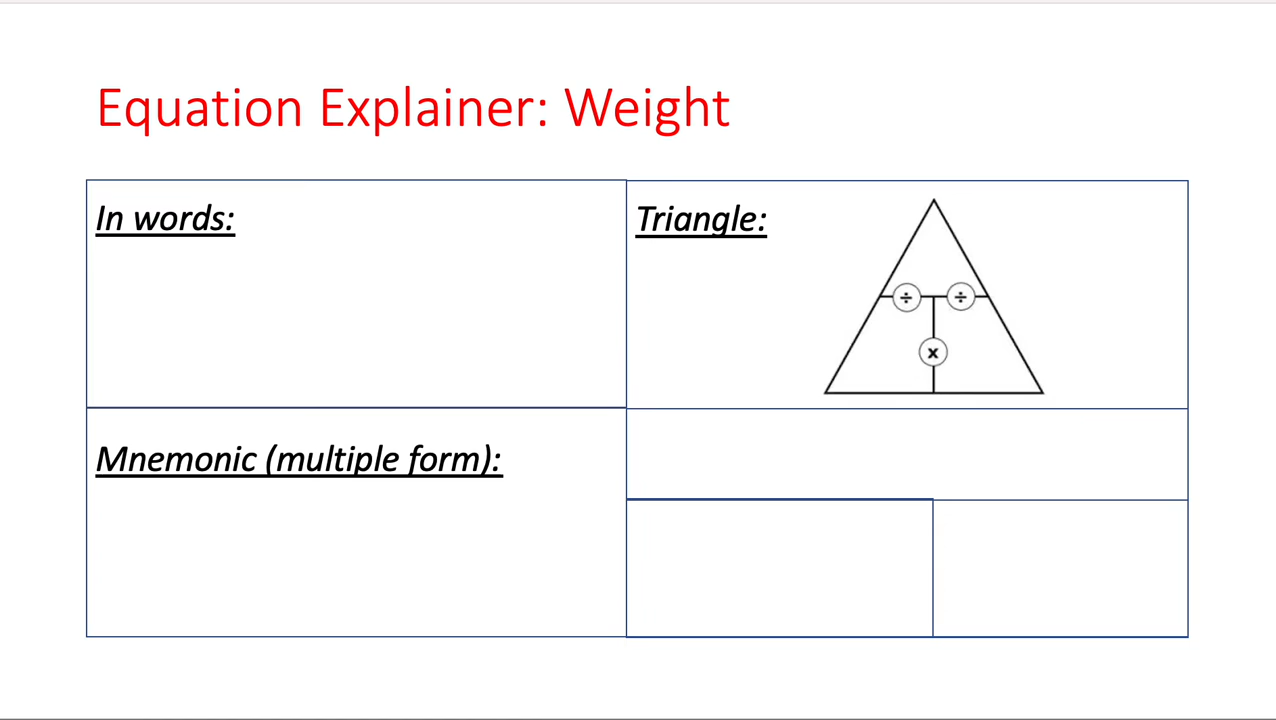 Equation Explainer: Weight
In words:
Triangle:
÷ ÷
x
Mnemonic (multiple form):